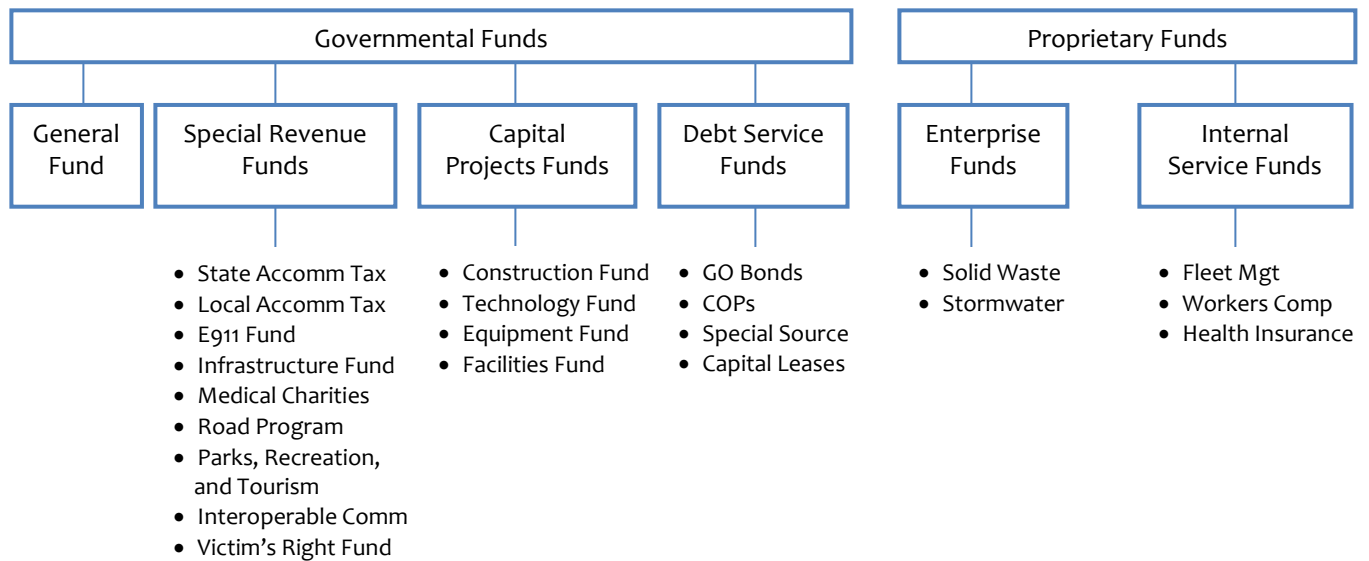 Governmental Funds
Proprietary Funds
General
Fund
Special Revenue
Funds
Capital
Projects Funds
Debt Service
Funds
Enterprise
Funds
Internal
Service Funds
• State Accomm Tax
• Local Accomm Tax
• E911 Fund
• Infrastructure Fund
• Medical Charities
• Road Program
• Parks, Recreation,
and Tourism
• Interoperable Comm
• Victim’s Right Fund
• Construction Fund
• Technology Fund
• Equipment Fund
• Facilities Fund
• GO Bonds
• COPs
• Special Source
• Capital Leases
• Solid Waste
• Stormwater
• Fleet Mgt
• Workers Comp
• Health Insurance